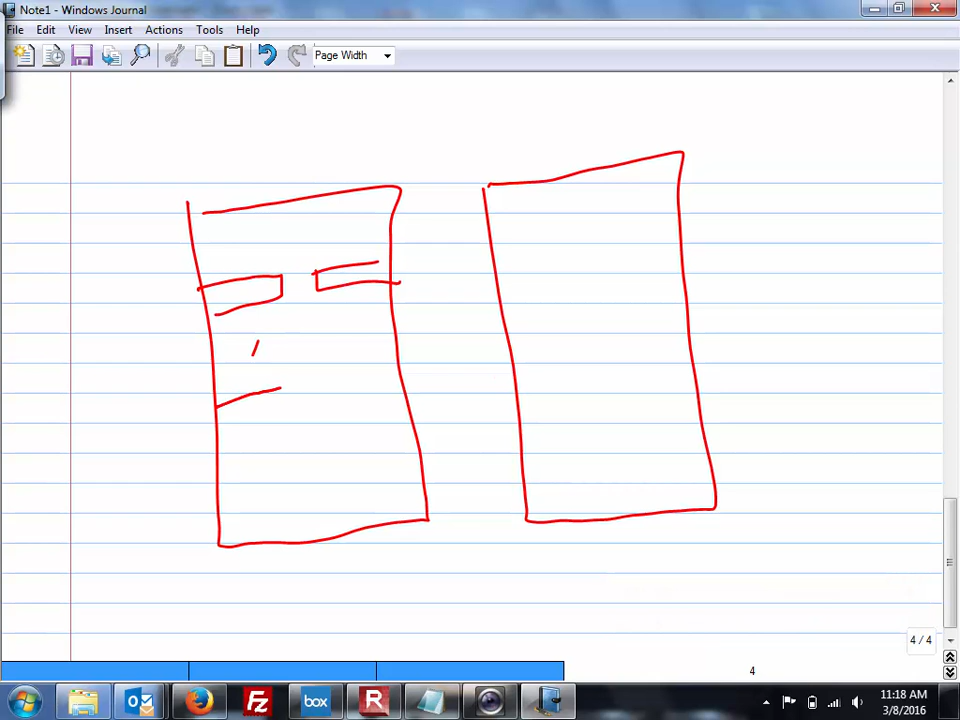 Note1 - Windows Journal
File Edit View Insert Actions Tools Help
Page Width
4 / 4
4
box
R
11:18 AM
3/8/2016